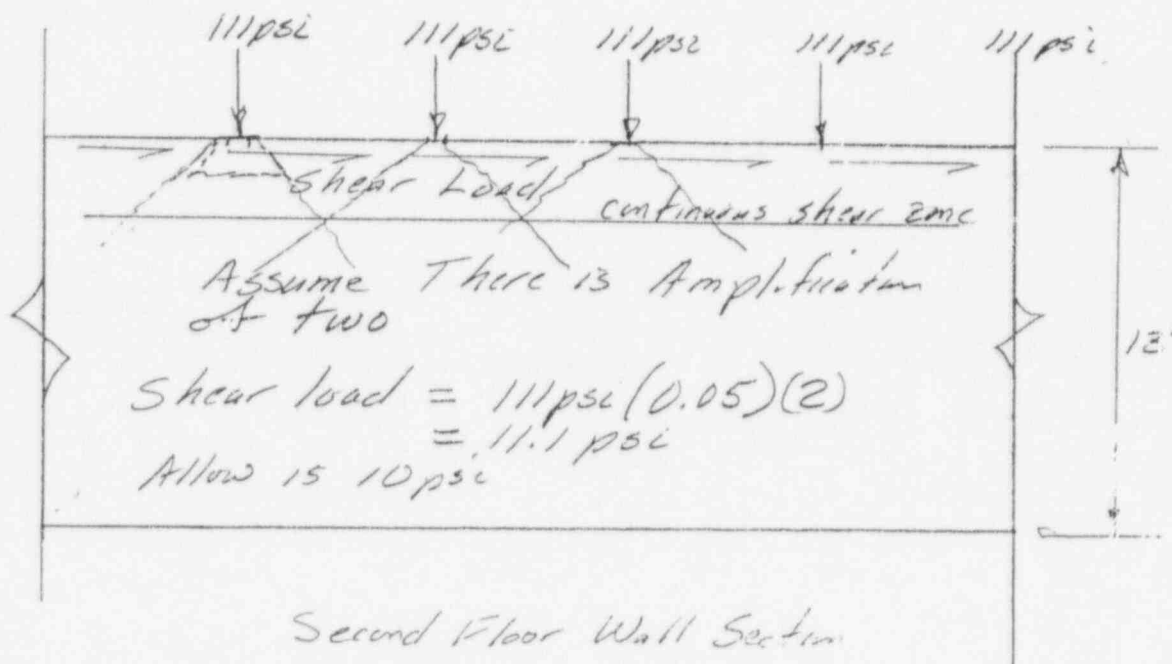 111psi 111psi 111psi 111psi 111psi
Shear Load
continuous shear zone
Assume There is Amplification
of two
Shear load = 111psi (0.05)(2)
= 11.1 psi
Allow is 10psi
Second Floor Wall Section